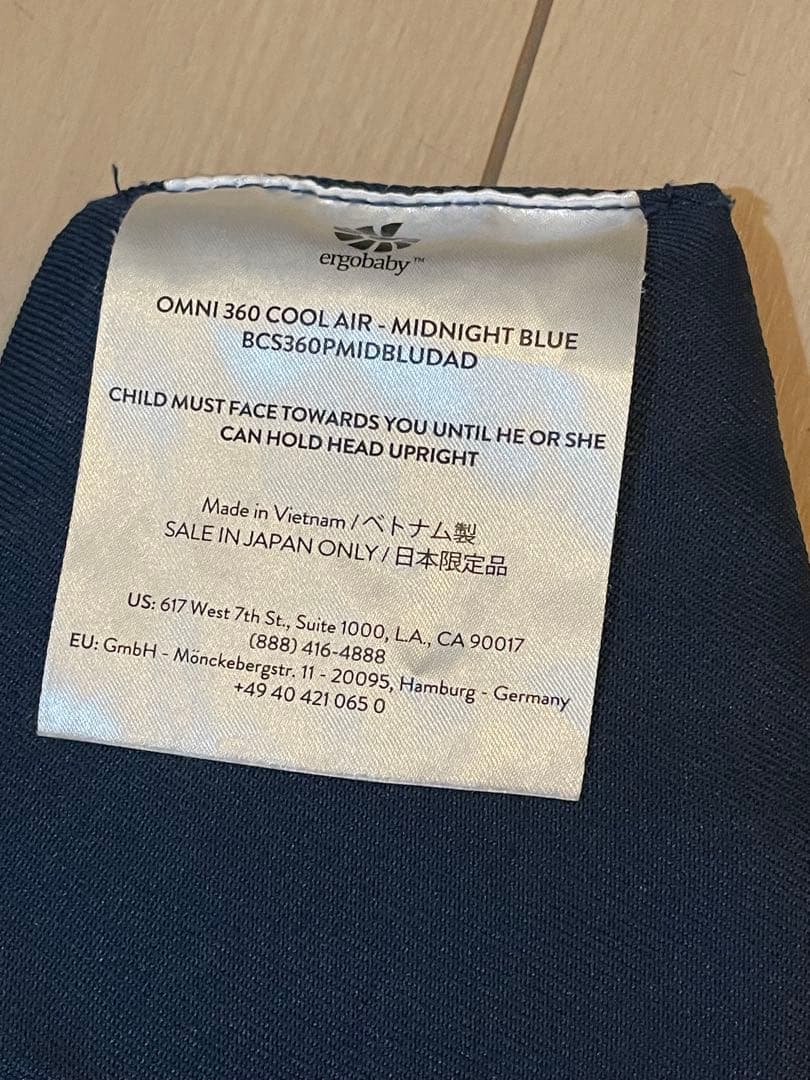 ergobaby™
OMNI 360 COOL AIR - MIDNIGHT BLUE
BCS360PMIDBLUDAD
CHILD MUST FACE TOWARDS YOU UNTIL HE OR SHE
CAN HOLD HEAD UPRIGHT
Made in Vietnam / ベトナム製
SALE IN JAPAN ONLY / 日本限定品
US: 617 West 7th St., Suite 1000, L.A., CA 90017
(888) 416-4888
EU: GmbH - Mönckebergstr. 11 - 20095, Hamburg - Germany
+49 40 421 065 0